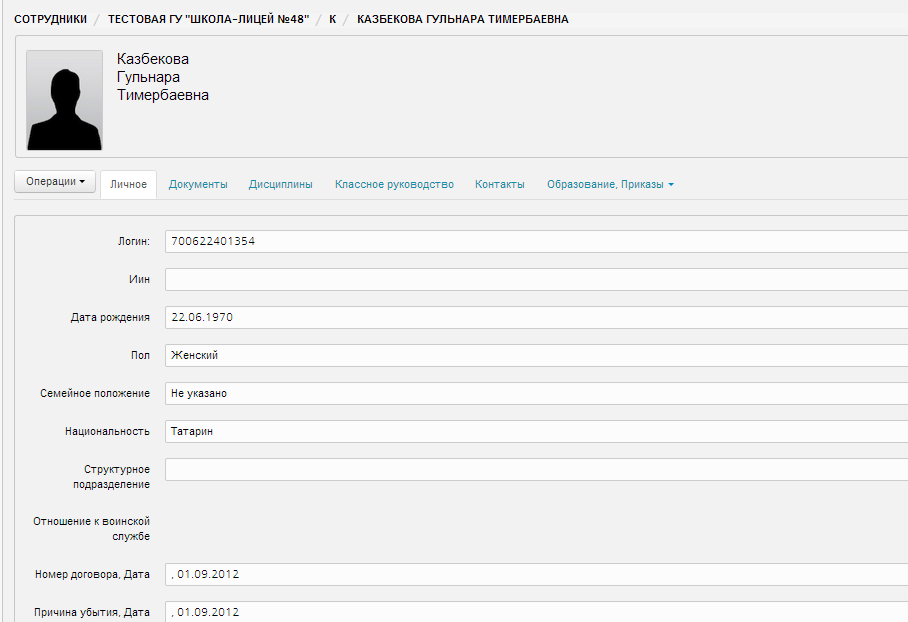 СОТРУДНИКИ / ТЕСТОВАЯ ГУ "ШКОЛА-ЛИЦЕЙ №48" / К / КАЗБЕКОВА ГУЛЬНАРА ТИМЕРБАЕВНА
Казбекова
Гульнара
Тимербаевна
Операции Личное Документы Дисциплины Классное руководство Контакты Образование, Приказы
Логин: 700622401354
Иин
Дата рождения 22.06.1970
Пол Женский
Семейное положение Не указано
Национальность Татарин
Структурное
подразделение
Отношение к воинской
службе
Номер договора, Дата , 01.09.2012
Причина убытия, Дата , 01.09.2012